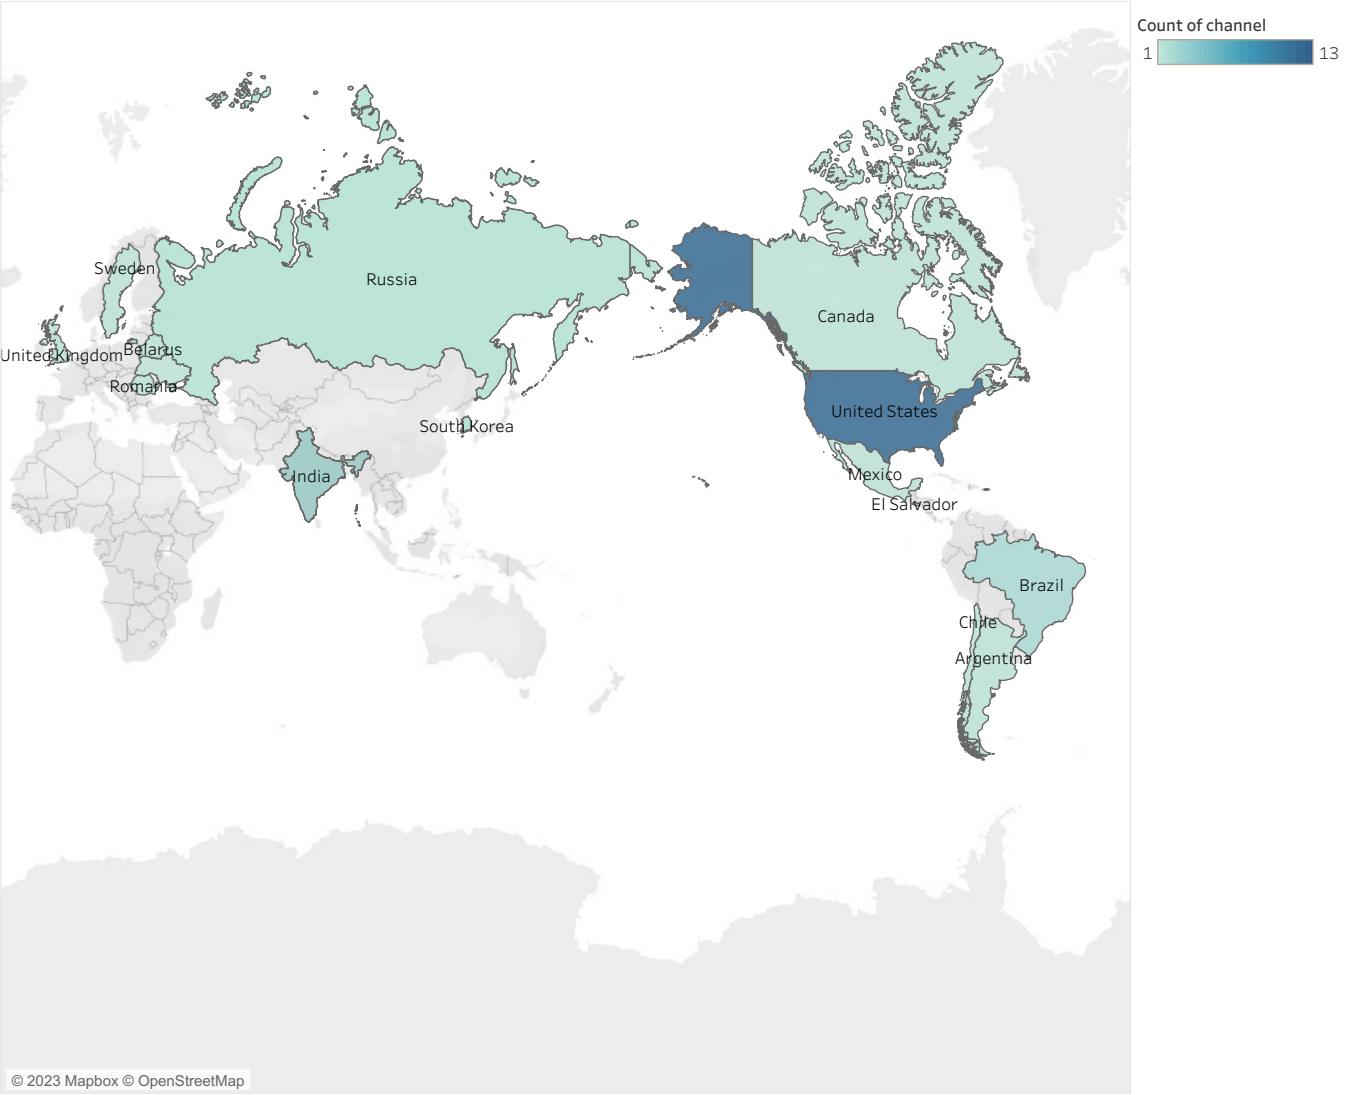 Count of channel
1 13
Sweden
Russia
Canada
United Kingdom
Belarus
Romania
United States
South Korea
India
Mexico
El Salvador
Brazil
Chile
Argentina
© 2023 Mapbox © OpenStreetMap